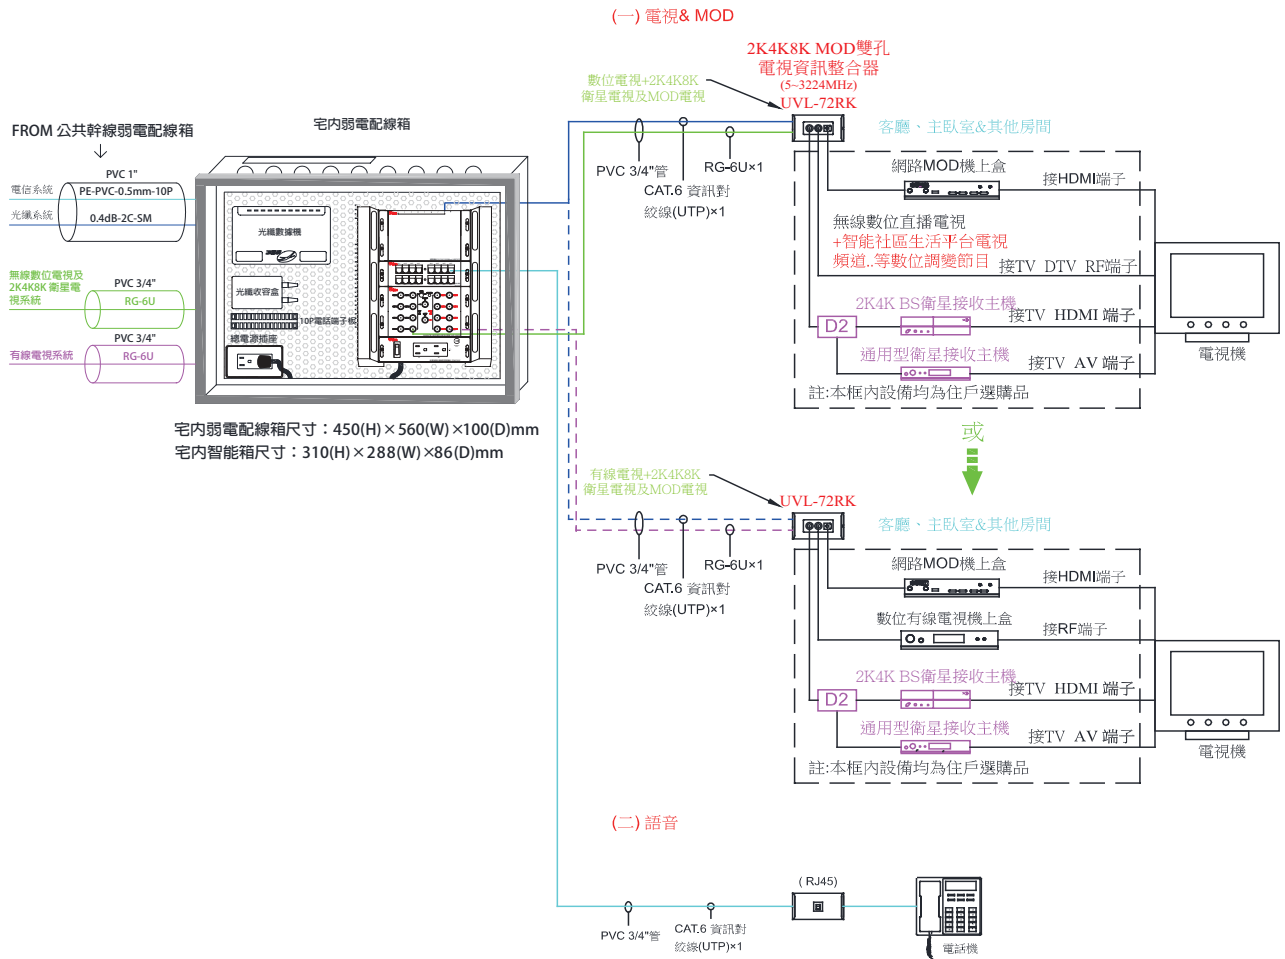 (一) 電視& MOD
2K4K8K MOD雙孔
電視資訊整合器
(5~3224MHz)
UVL-72RK
數位電視+2K4K8K
衛星電視及MOD電視
FROM 公共幹線弱電配線箱
宅內弱電配線箱
PVC 1"
電信系統
PE-PVC-0.5mm-10P
光纖系統
0.4dB-2C-SM
無線數位電視及
2K4K8K 衛星電
視系統
PVC 3/4"
RG-6U
PVC 3/4"
有線電視系統
RG-6U
光纖數據機
光纖收容盒
10P電話端子板
總電源插座
宅內弱電配線箱尺寸：450(H)×560(W)×100(D)mm
宅內智能箱尺寸：310(H)×288(W)×86(D)mm
PVC 3/4"管
RG-6U×1
CAT.6 資訊對
絞線(UTP)×1
客廳、主臥室&其他房間
網路MOD機上盒
接HDMI端子
無線數位直播電視
+智能社區生活平台電視
頻道..等數位調變節目
接TV DTV RF端子
2K4K BS衛星接收主機
D2
接TV HDMI 端子
通用型衛星接收主機
接TV AV 端子
電視機
註:本框內設備均為住戶選購品
或
有線電視+2K4K8K
衛星電視及MOD電視
UVL-72RK
PVC 3/4"管
RG-6U×1
CAT.6 資訊對
絞線(UTP)×1
客廳、主臥室&其他房間
網路MOD機上盒
接HDMI端子
數位有線電視機上盒
接RF端子
2K4K BS衛星接收主機
D2
接TV HDMI 端子
通用型衛星接收主機
接TV AV 端子
電視機
註:本框內設備均為住戶選購品
(二) 語音
( RJ45)
PVC 3/4"管
CAT.6 資訊對
絞線(UTP)×1
電話機